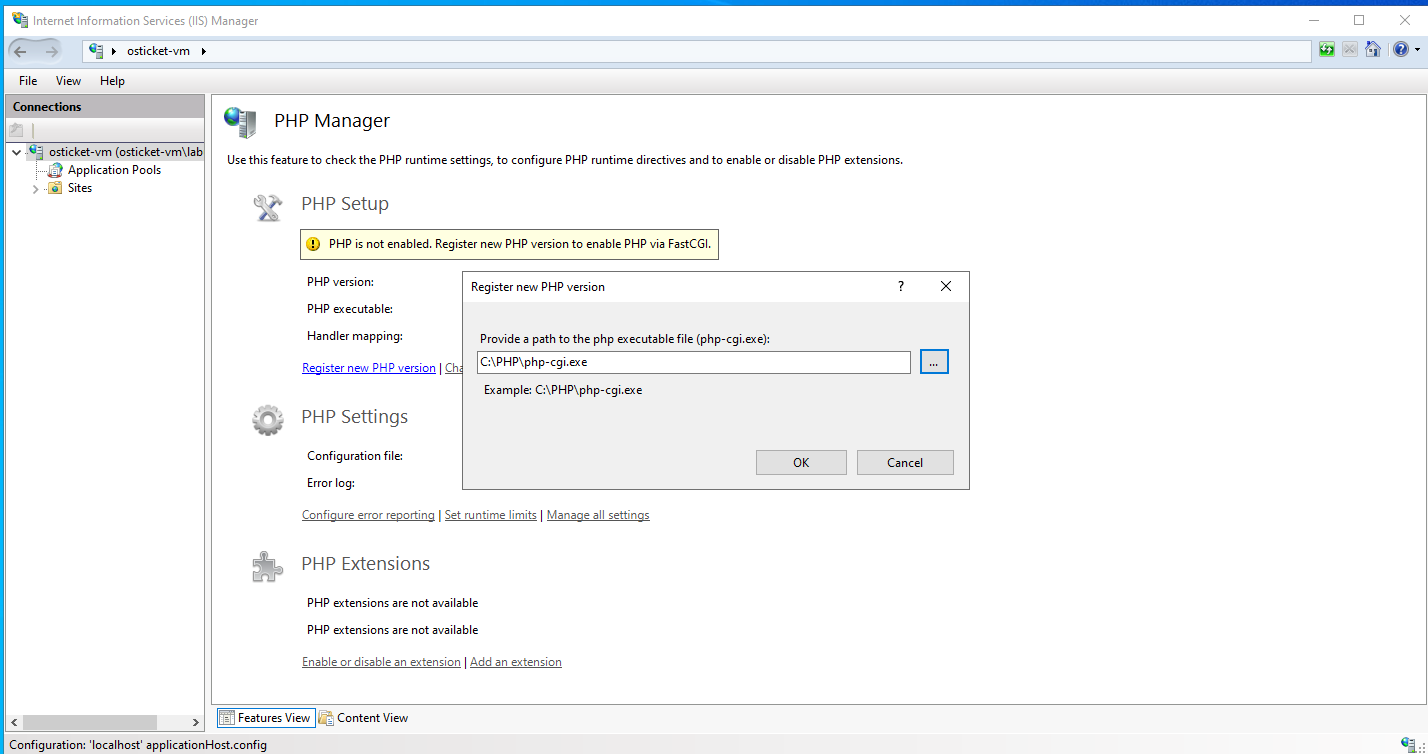 Internet Information Services (IIS) Manager
osticket-vm
File View Help
Connections
osticket-vm (osticket-vm\lab
Application Pools
Sites
PHP Manager
Use this feature to check the PHP runtime settings, to configure PHP runtime directives and to enable or disable PHP extensions.
PHP Setup
! PHP is not enabled. Register new PHP version to enable PHP via FastCGI.
PHP version:
PHP executable:
Handler mapping:
Register new PHP version | Cha
Register new PHP version ?
Provide a path to the php executable file (php-cgi.exe):
C:\PHP\php-cgi.exe ...
Example: C:\PHP\php-cgi.exe
OK Cancel
PHP Settings
Configuration file:
Error log:
Configure error reporting | Set runtime limits | Manage all settings
PHP Extensions
PHP extensions are not available
PHP extensions are not available
Enable or disable an extension | Add an extension
Features View Content View
Configuration: 'localhost' applicationHost.config